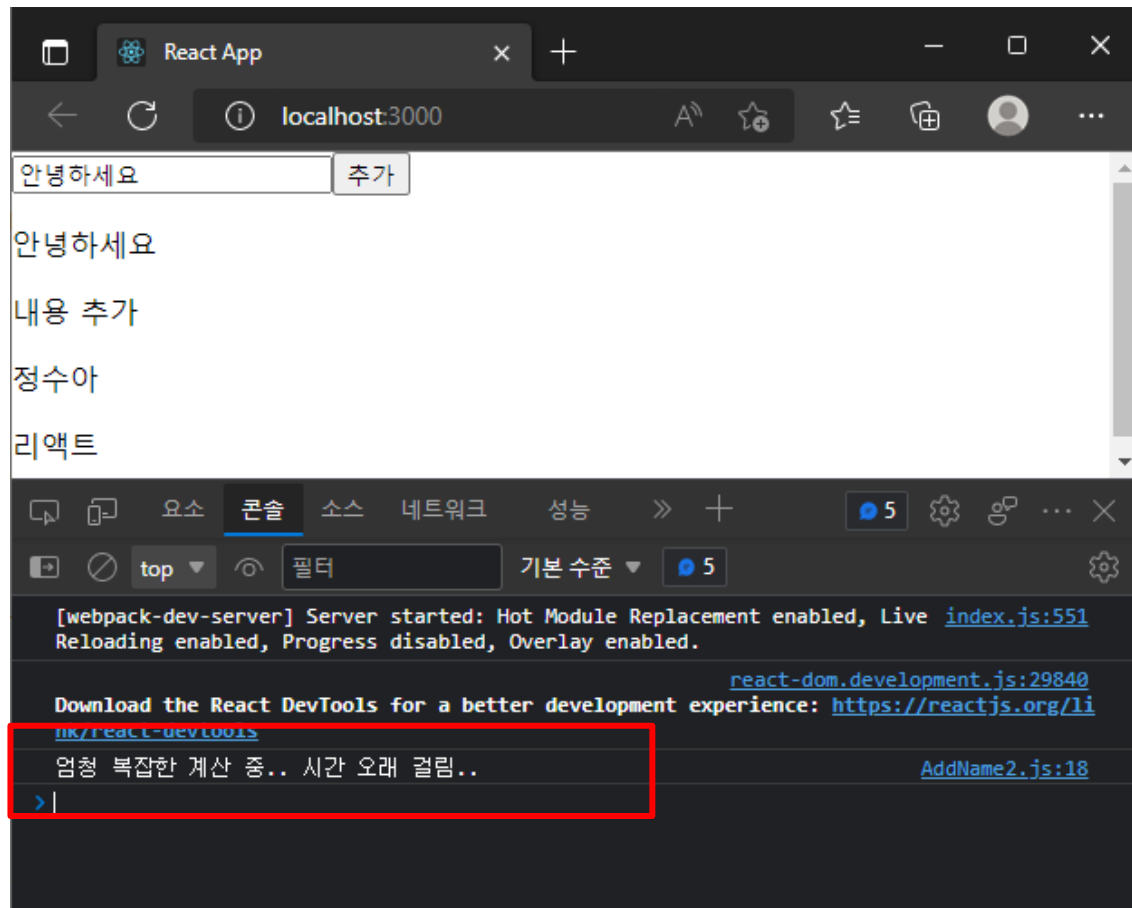 React App
localhost:3000
안녕하세요 추가
안녕하세요
내용 추가
정수아
리액트
요소 콘솔 소스 네트워크 성능 5
top 필터 기본 수준 5
[webpack-dev-server] Server started: Hot Module Replacement enabled, Live index.js:551
Reloading enabled, Progress disabled, Overlay enabled.
react-dom.development.js:29840
Download the React DevTools for a better development experience: https://reactjs.org/li
nk/react-devtools
엄청 복잡한 계산 중.. 시간 오래 걸림.. AddName2.js:18